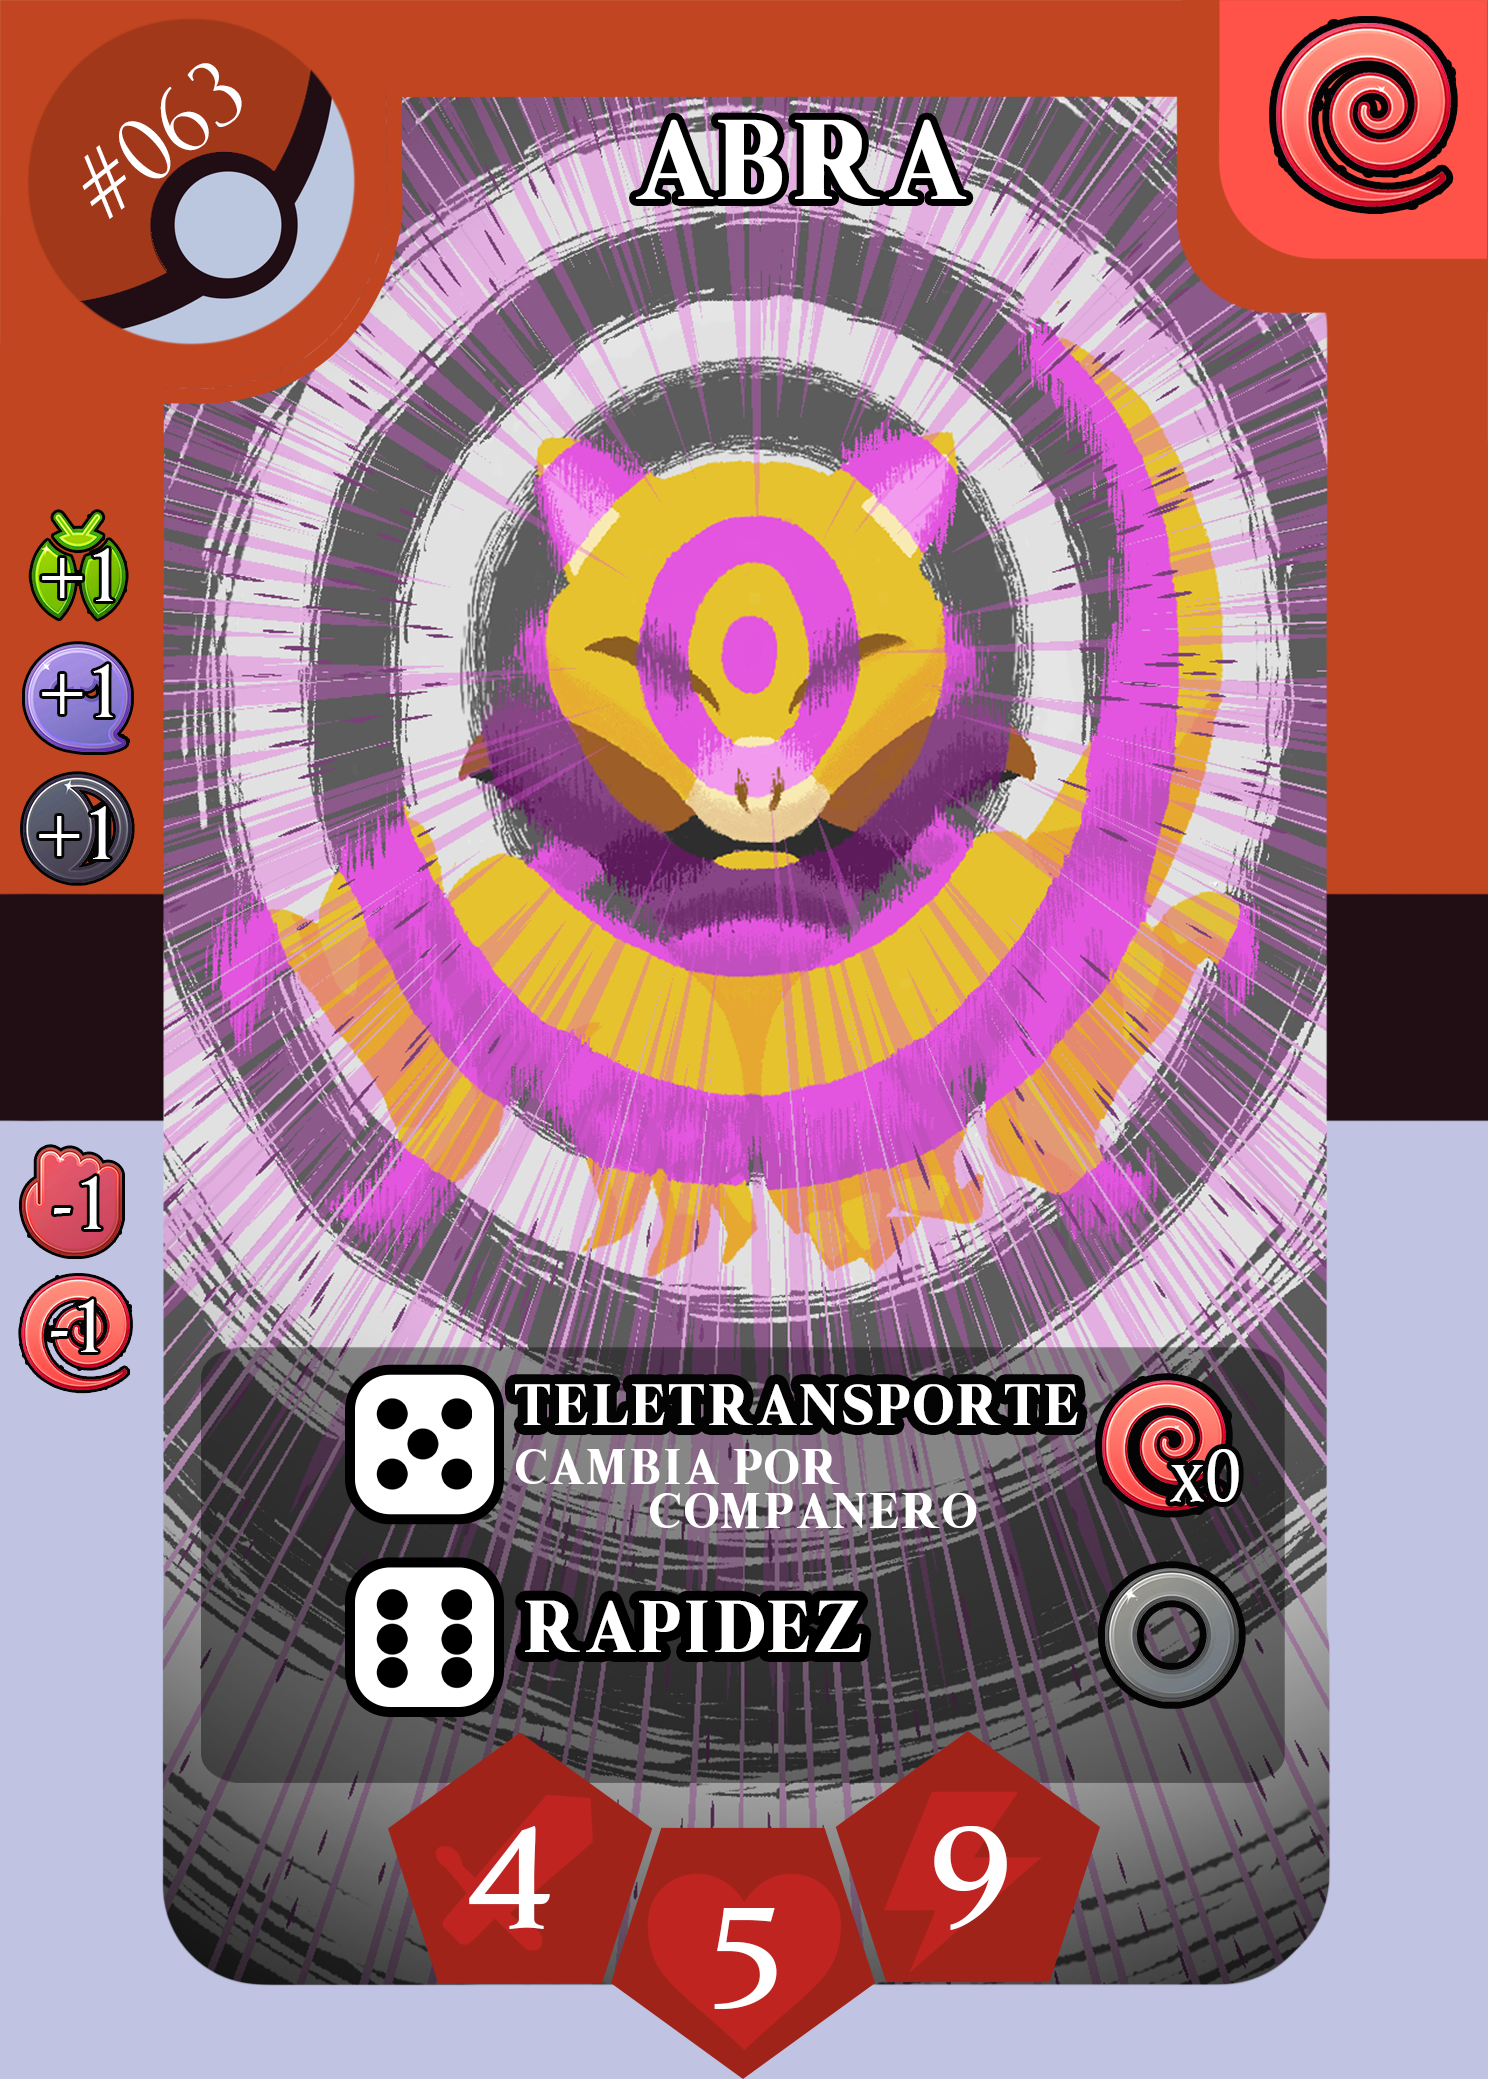 #063
ABRA
+1
+1
+1
-1
-1
TELETRANSPORTE
CAMBIA POR
COMPANERO
x0
RAPIDEZ
4
5
9